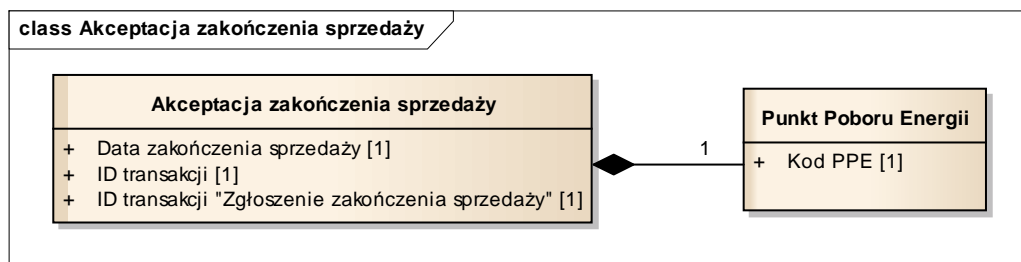 class Akceptacja zakończenia sprzedaży
Akceptacja zakończenia sprzedaży
+ Data zakończenia sprzedaży [1]
+ ID transakcji [1]
+ ID transakcji "Zgłoszenie zakończenia sprzedaży" [1]
1
Punkt Poboru Energii
+ Kod PPE [1]